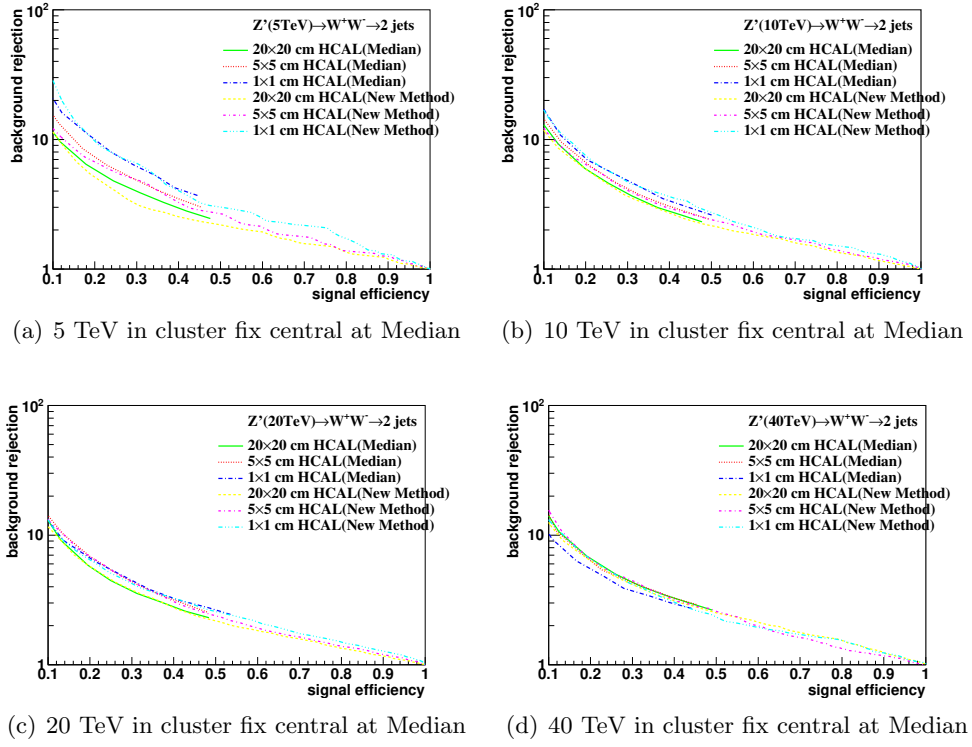 background rejection
10²
10
1
Z'(5TeV)→W⁺W⁻→2 jets
20×20 cm HCAL(Median)
5×5 cm HCAL(Median)
1×1 cm HCAL(Median)
20×20 cm HCAL(New Method)
5×5 cm HCAL(New Method)
1×1 cm HCAL(New Method)
0.1 0.2 0.3 0.4 0.5 0.6 0.7 0.8 0.9 1
signal efficiency
(a) 5 TeV in cluster fix central at Median
background rejection
10²
10
1
Z'(10TeV)→W⁺W⁻→2 jets
20×20 cm HCAL(Median)
5×5 cm HCAL(Median)
1×1 cm HCAL(Median)
20×20 cm HCAL(New Method)
5×5 cm HCAL(New Method)
1×1 cm HCAL(New Method)
0.1 0.2 0.3 0.4 0.5 0.6 0.7 0.8 0.9 1
signal efficiency
(b) 10 TeV in cluster fix central at Median
background rejection
10²
10
1
Z'(20TeV)→W⁺W⁻→2 jets
20×20 cm HCAL(Median)
5×5 cm HCAL(Median)
1×1 cm HCAL(Median)
20×20 cm HCAL(New Method)
5×5 cm HCAL(New Method)
1×1 cm HCAL(New Method)
0.1 0.2 0.3 0.4 0.5 0.6 0.7 0.8 0.9 1
signal efficiency
(c) 20 TeV in cluster fix central at Median
background rejection
10²
10
1
Z'(40TeV)→W⁺W⁻→2 jets
20×20 cm HCAL(Median)
5×5 cm HCAL(Median)
1×1 cm HCAL(Median)
20×20 cm HCAL(New Method)
5×5 cm HCAL(New Method)
1×1 cm HCAL(New Method)
0.1 0.2 0.3 0.4 0.5 0.6 0.7 0.8 0.9 1
signal efficiency
(d) 40 TeV in cluster fix central at Median